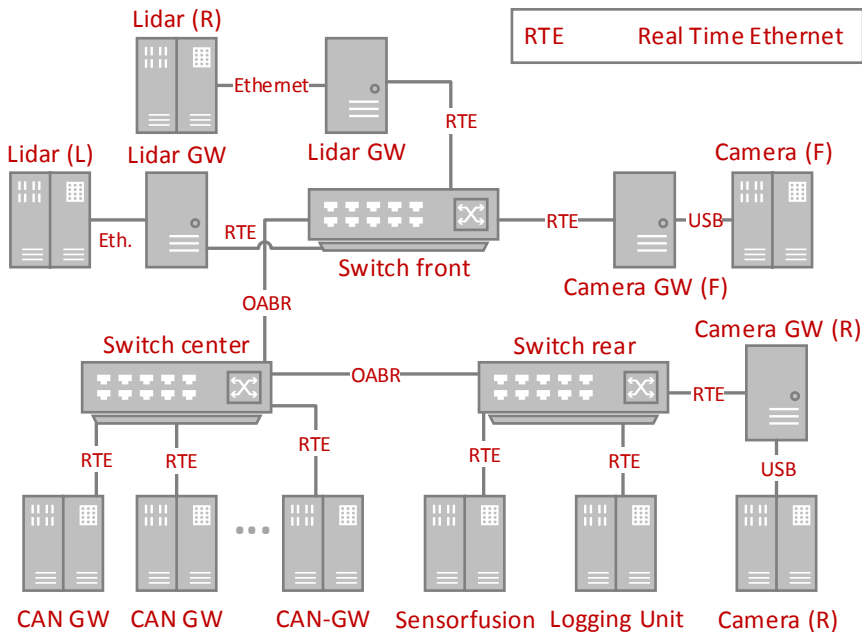 Lidar (R)
RTE Real Time Ethernet
Ethernet
RTE
Lidar (L)
Lidar GW
Lidar GW
Camera (F)
Eth.
RTE
RTE
USB
Switch front
Camera GW (F)
OABR
Switch center
Switch rear
Camera GW (R)
OABR
RTE
RTE
RTE
RTE
RTE
RTE
USB
CAN GW
CAN GW
CAN-GW
Sensorfusion
Logging Unit
Camera (R)